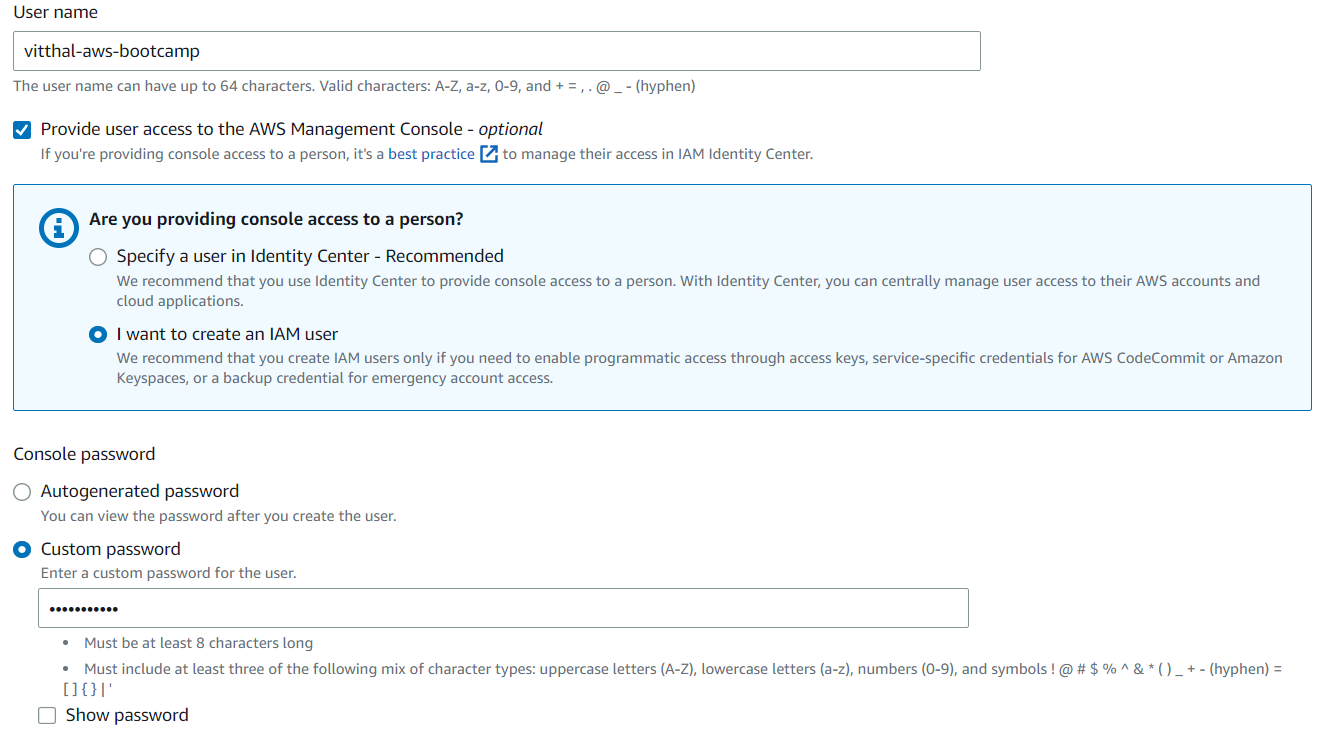 User name
vitthal-aws-bootcamp
The user name can have up to 64 characters. Valid characters: A-Z, a-z, 0-9, and + = , . @ _ - (hyphen)
Provide user access to the AWS Management Console - optional
If you're providing console access to a person, it's a best practice to manage their access in IAM Identity Center.
Are you providing console access to a person?
Specify a user in Identity Center - Recommended
We recommend that you use Identity Center to provide console access to a person. With Identity Center, you can centrally manage user access to their AWS accounts and
cloud applications.
I want to create an IAM user
We recommend that you create IAM users only if you need to enable programmatic access through access keys, service-specific credentials for AWS CodeCommit or Amazon
Keyspaces, or a backup credential for emergency account access.
Console password
Autogenerated password
You can view the password after you create the user.
Custom password
Enter a custom password for the user.
•••••••••••
• Must be at least 8 characters long
• Must include at least three of the following mix of character types: uppercase letters (A-Z), lowercase letters (a-z), numbers (0-9), and symbols ! @ # $ % ^ & * ( ) _ + - (hyphen) =
[ ] { } | '
Show password